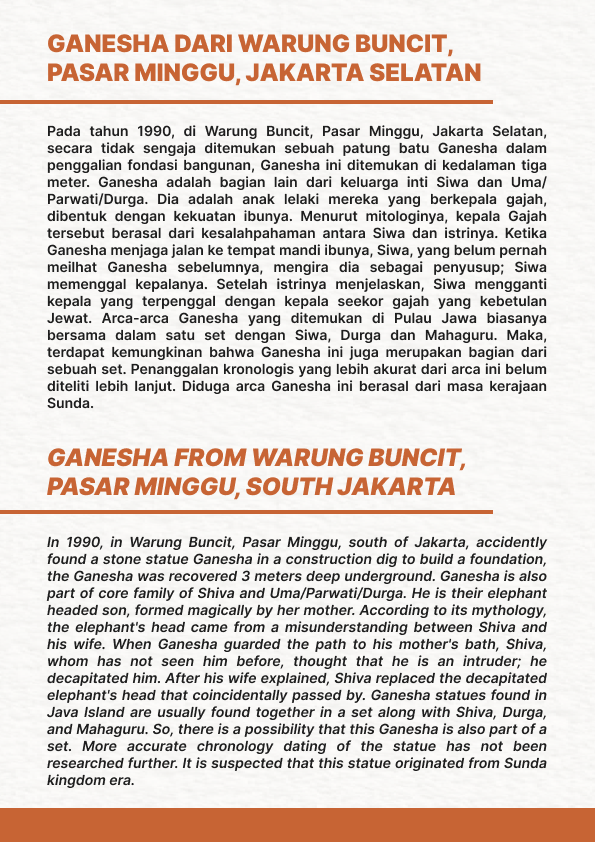 GANESHA DARI WARUNG BUNCIT,
PASAR MINGGU, JAKARTA SELATAN
Pada tahun 1990, di Warung Buncit, Pasar Minggu, Jakarta Selatan,
secara tidak sengaja ditemukan sebuah patung batu Ganesha dalam
penggalian fondasi bangunan, Ganesha ini ditemukan di kedalaman tiga
meter. Ganesha adalah bagian lain dari keluarga inti Siwa dan Uma/
Parwati/Durga. Dia adalah anak lelaki mereka yang berkepala gajah,
dibentuk dengan kekuatan ibunya. Menurut mitologinya, kepala Gajah
tersebut berasal dari kesalahpahaman antara Siwa dan istrinya. Ketika
Ganesha menjaga jalan ke tempat mandi ibunya, Siwa, yang belum pernah
meilhat Ganesha sebelumnya, mengira dia sebagai penyusup; Siwa
memenggal kepalanya. Setelah istrinya menjelaskan, Siwa mengganti
kepala yang terpenggal dengan kepala seekor gajah yang kebetulan
Jewat. Arca-arca Ganesha yang ditemukan di Pulau Jawa biasanya
bersama dalam satu set dengan Siwa, Durga dan Mahaguru. Maka,
terdapat kemungkinan bahwa Ganesha ini juga merupakan bagian dari
sebuah set. Penanggalan kronologis yang lebih akurat dari arca ini belum
diteliti lebih lanjut. Diduga arca Ganesha ini berasal dari masa kerajaan
Sunda.
GANESHA FROM WARUNG BUNCIT,
PASAR MINGGU, SOUTH JAKARTA
In 1990, in Warung Buncit, Pasar Minggu, south of Jakarta, accidently
found a stone statue Ganesha in a construction dig to build a foundation,
the Ganesha was recovered 3 meters deep underground. Ganesha is also
part of core family of Shiva and Uma/Parwati/Durga. He is their elephant
headed son, formed magically by her mother. According to its mythology,
the elephant's head came from a misunderstanding between Shiva and
his wife. When Ganesha guarded the path to his mother's bath, Shiva,
whom has not seen him before, thought that he is an intruder; he
decapitated him. After his wife explained, Shiva replaced the decapitated
elephant's head that coincidentally passed by. Ganesha statues found in
Java Island are usually found together in a set along with Shiva, Durga,
and Mahaguru. So, there is a possibility that this Ganesha is also part of a
set. More accurate chronology dating of the statue has not been
researched further. It is suspected that this statue originated from Sunda
kingdom era.